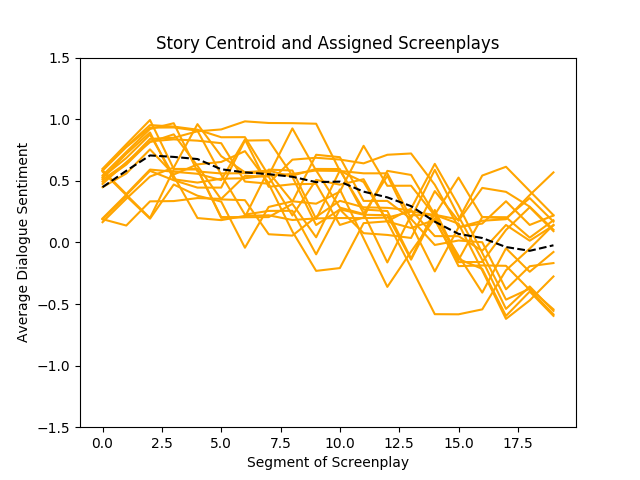 Story Centroid and Assigned Screenplays
Average Dialogue Sentiment
1.5
1.0
0.5
0.0
−0.5
−1.0
−1.5
0.0 2.5 5.0 7.5 10.0 12.5 15.0 17.5
Segment of Screenplay